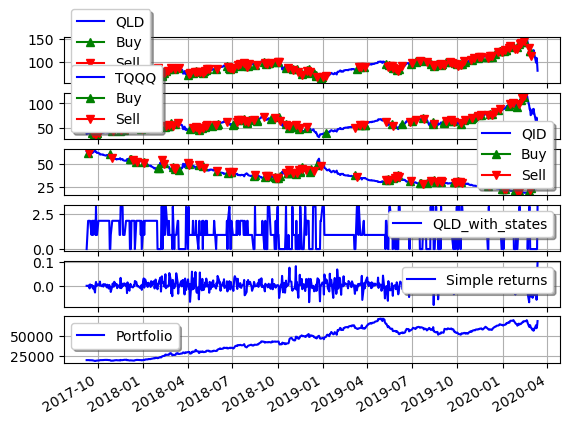 QLD
Buy
Sell
150
100
TQQQ
Buy
Sell
100
50
QID
Buy
Sell
50
25
QLD_with_states
2.5
0.0
Simple returns
0.1
0.0
Portfolio
50000
25000
2017-10 2018-01 2018-04 2018-07 2018-10 2019-01 2019-04 2019-07 2019-10 2020-01 2020-04